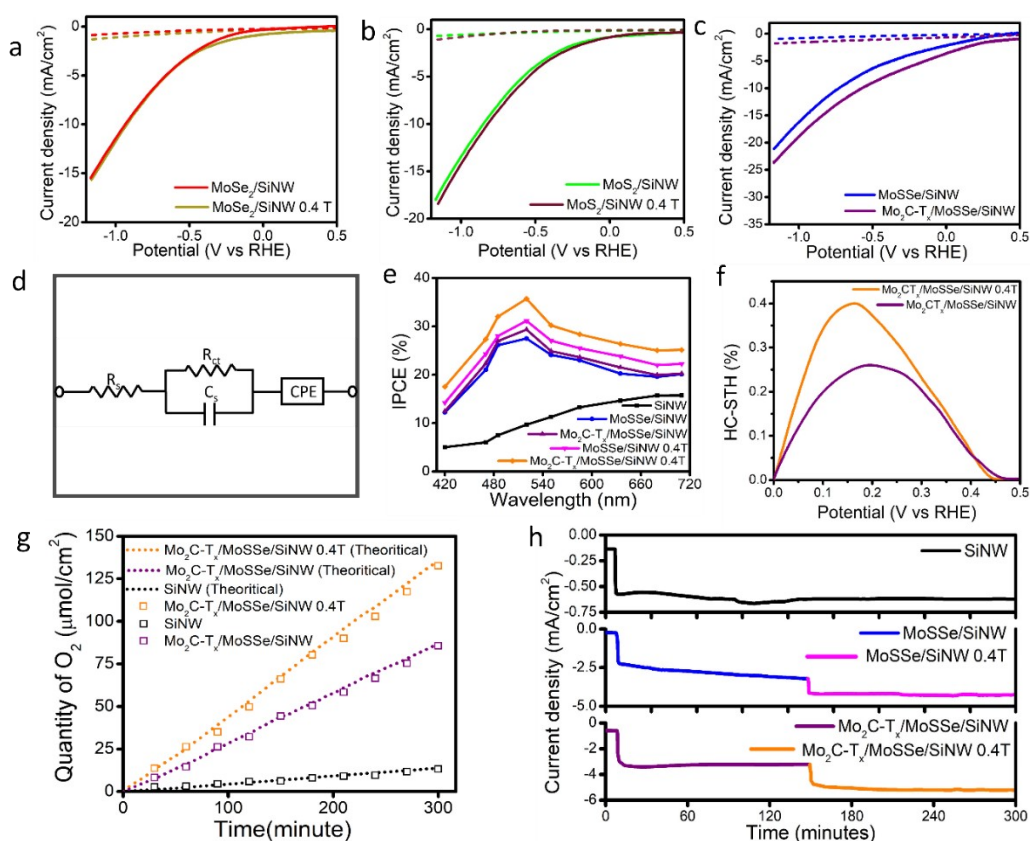 a
0
-5
-10
-15
-20
Current density (mA/cm²)
MoSe₂/SiNW
MoSe₂/SiNW 0.4 T
-1.0 -0.5 0.0 0.5
Potential (V vs RHE)
b
0
-5
-10
-15
-20
Current density (mA/cm²)
MoS₂/SiNW
MoS₂/SiNW 0.4 T
-1.0 -0.5 0.0 0.5
Potential (V vs RHE)
c
5
0
-5
-10
-15
-20
-25
-30
-35
Current density (mA/cm²)
MoSSe/SiNW
Mo₂C-Tₓ/MoSSe/SiNW
-1.0 -0.5 0.0 0.5
Potential (V vs RHE)
d
Rₛ
R_ct
Cₛ
CPE
e
40
30
20
10
0
IPCE (%)
SiNW
MoSSe/SiNW
Mo₂C-Tₓ/MoSSe/SiNW
MoSSe/SiNW 0.4T
Mo₂C-Tₓ/MoSSe/SiNW 0.4T
420 480 540 600 660 720
Wavelength (nm)
f
0.4
0.2
0.0
HC-STH (%)
Mo₂CTₓ/MoSSe/SiNW 0.4T
Mo₂CTₓ/MoSSe/SiNW
0.0 0.1 0.2 0.3 0.4 0.5
Potential (V vs RHE)
g
150
125
100
75
50
25
0
Quantity of O₂ (μmol/cm²)
Mo₂C-Tₓ/MoSSe/SiNW 0.4T (Theoritical)
Mo₂C-Tₓ/MoSSe/SiNW (Theoritical)
SiNW (Theoritical)
Mo₂C-Tₓ/MoSSe/SiNW 0.4T
SiNW
Mo₂C-Tₓ/MoSSe/SiNW
0 90 180 270 300
Time(minute)
h
Current density (mA/cm²)
0.00
-0.25
-0.50
-0.75
SiNW
0.0
-2.5
-5.0
MoSSe/SiNW
MoSSe/SiNW 0.4T
0
-2
-4
-6
Mo₂C-Tₓ/MoSSe/SiNW
Mo₂C-Tₓ/MoSSe/SiNW 0.4T
0 60 120 180 240 300
Time (minutes)